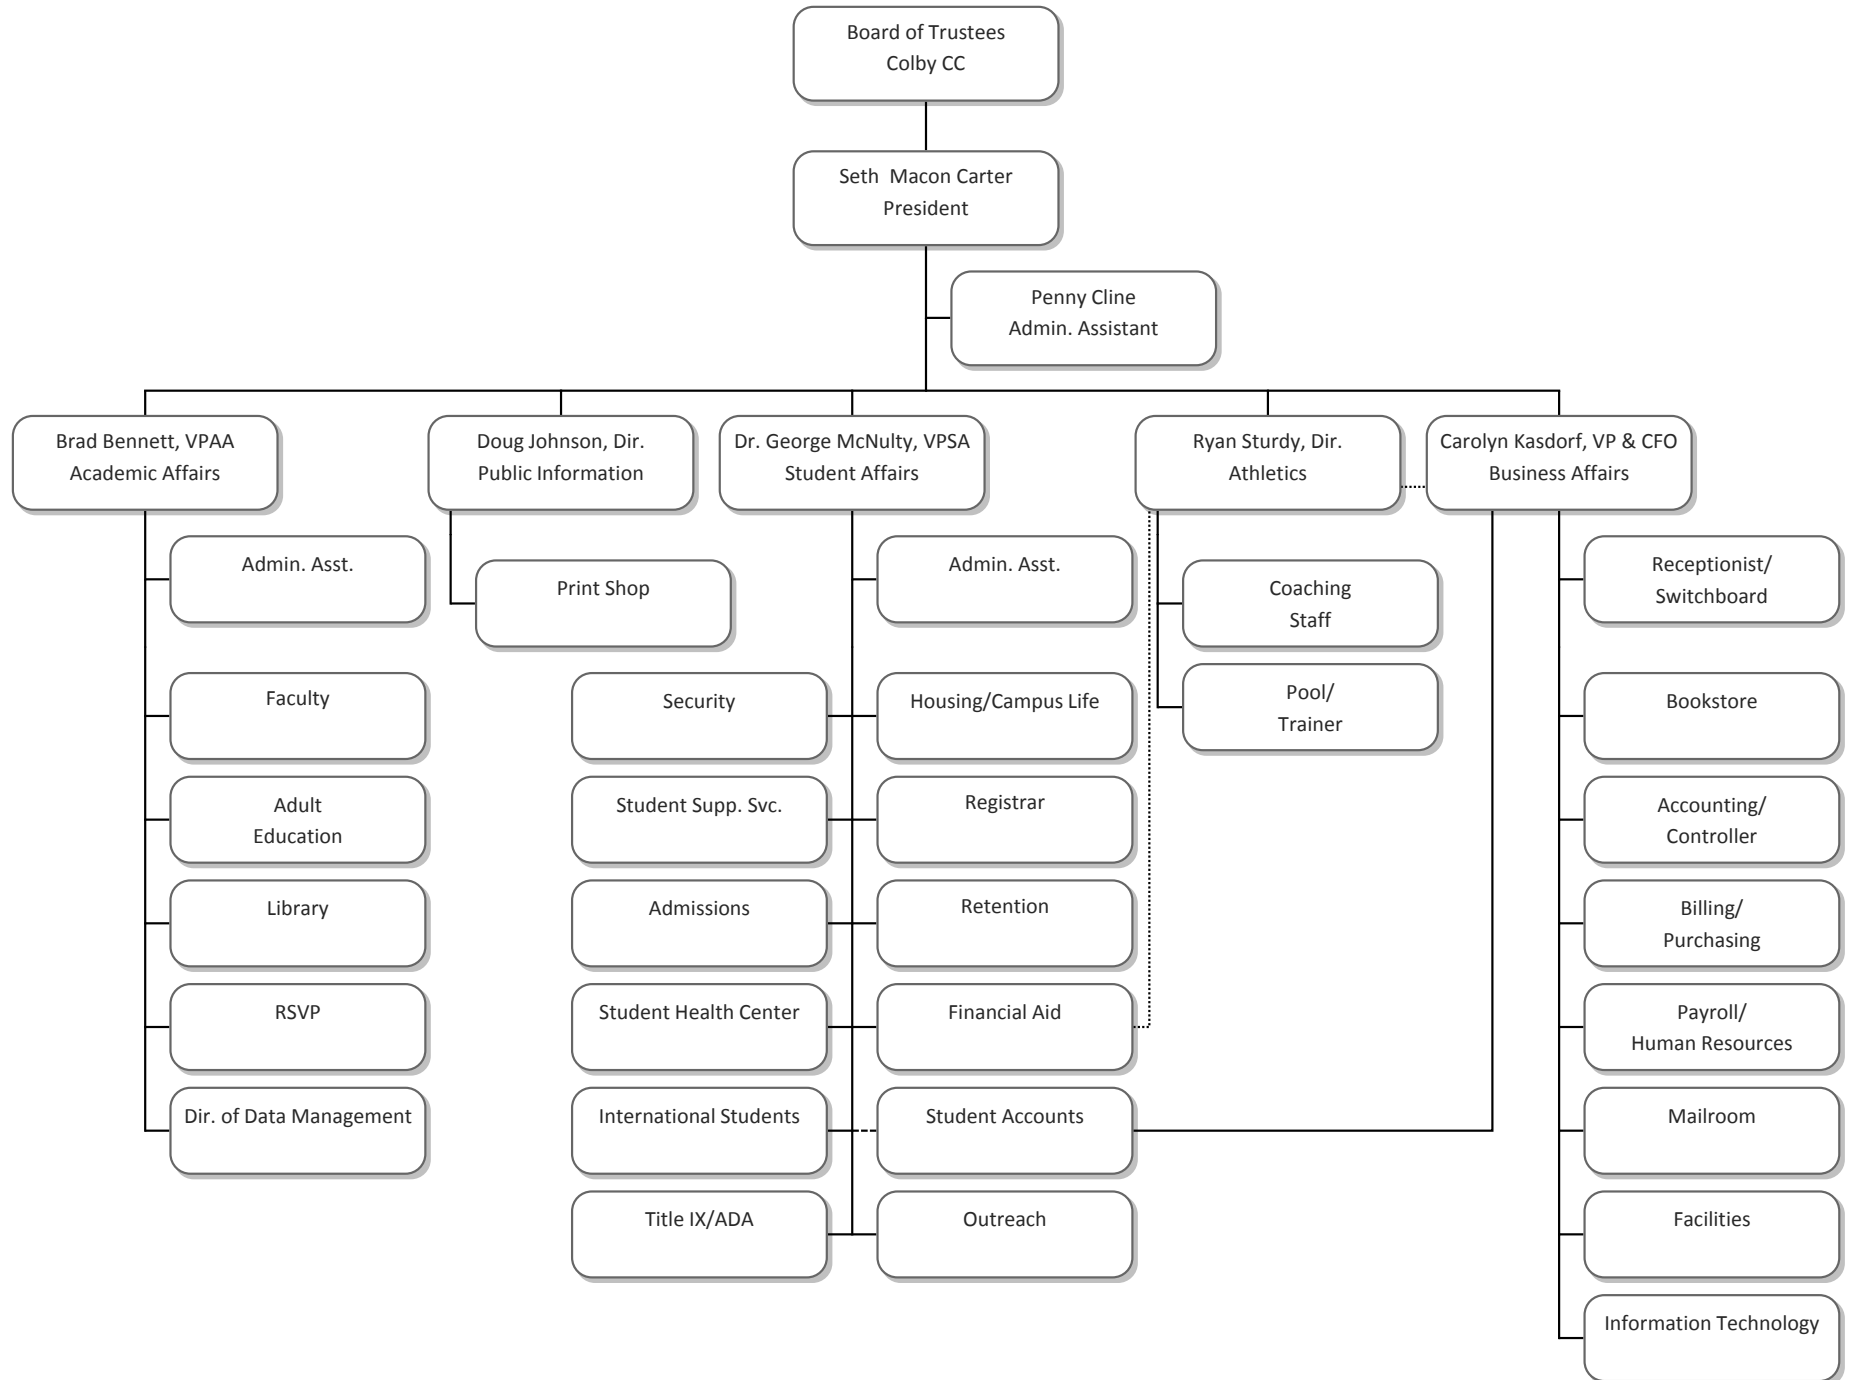 Board of Trustees
Colby CC
Seth  Macon Carter
President
Penny Cline
Admin. Assistant
Brad Bennett, VPAA
Academic Affairs
Doug Johnson, Dir.
Public Information
Dr. George McNulty, VPSA
Student Affairs
Ryan Sturdy, Dir.
Athletics
Carolyn Kasdorf, VP & CFO
Business Affairs
Admin. Asst.
Faculty
Adult
Education
Library
RSVP
Dir. of Data Management
Print Shop
Admin. Asst.
Security
Housing/Campus Life
Student Supp. Svc.
Registrar
Admissions
Retention
Student Health Center
Financial Aid
International Students
Student Accounts
Title IX/ADA
Outreach
Coaching
Staff
Pool/
Trainer
Receptionist/
Switchboard
Bookstore
Accounting/
Controller
Billing/
Purchasing
Payroll/
Human Resources
Mailroom
Facilities
Information Technology